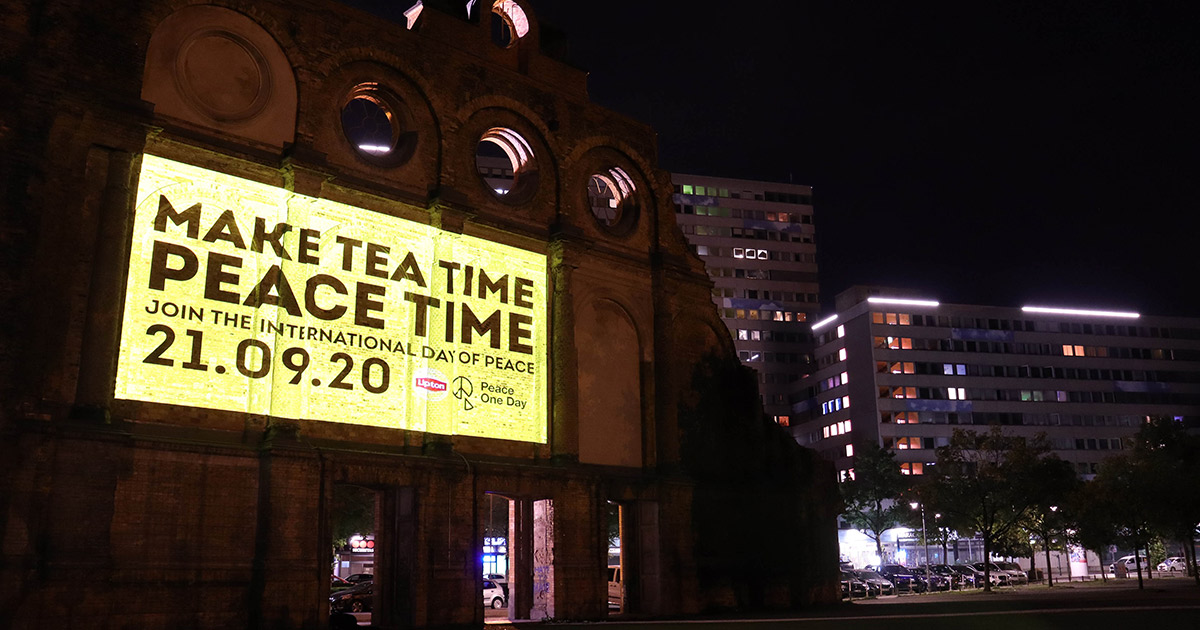 MAKE TEA TIME
PEACE TIME
JOIN THE INTERNATIONAL DAY OF PEACE
21.09.20
Lipton
Peace
One Day